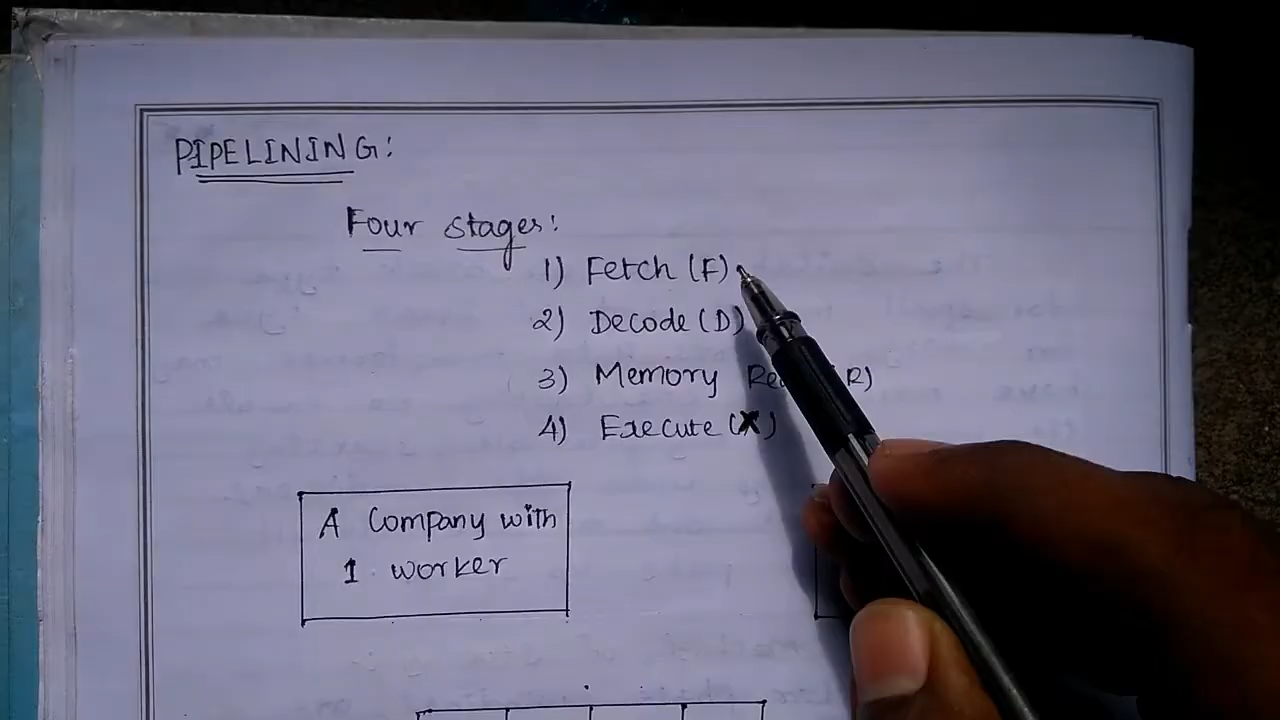 PIPELINING:
Four stages:
1) Fetch (F)
2) Decode (D)
3) Memory R)
4) Execute (X)
A Company with
1 worker